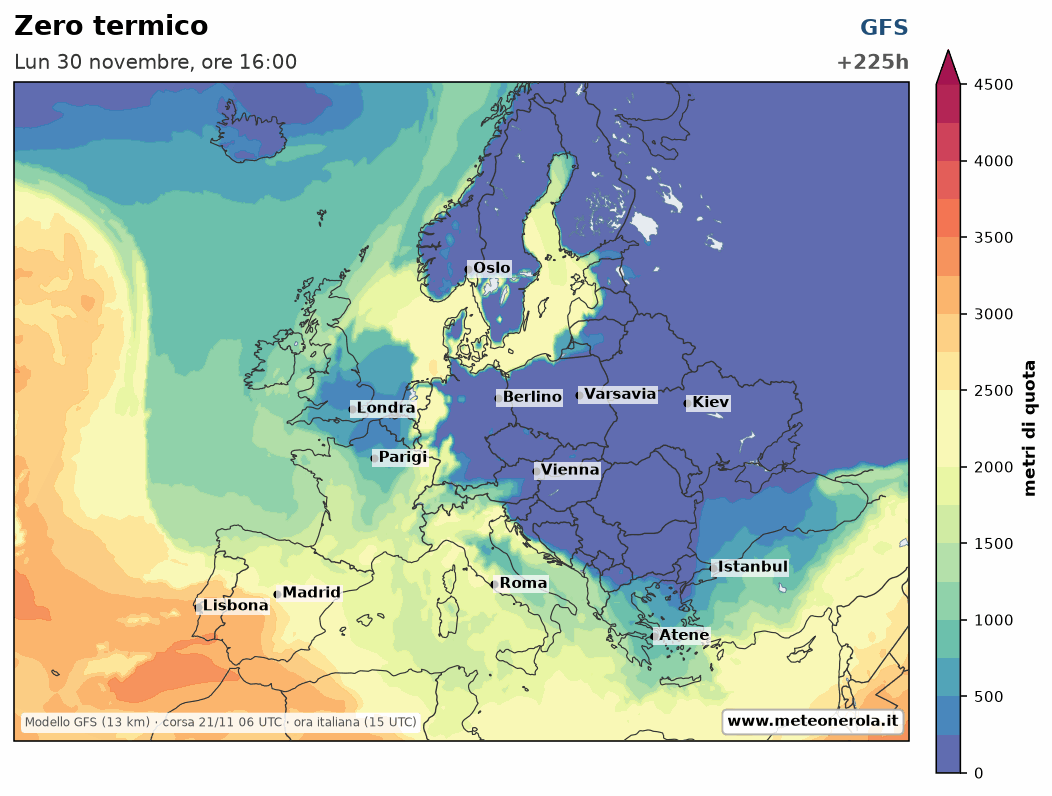 Zero termico
GFS
Lun 30 novembre, ore 16:00
+225h
4500
4000
3500
3000
2500
2000
1500
1000
500
0
metri di quota
Oslo
Berlino
Varsavia
Kiev
Londra
Parigi
Vienna
Istanbul
Roma
Madrid
Lisbona
Atene
Modello GFS (13 km) · corsa 21/11 06 UTC · ora italiana (15 UTC)
www.meteonerola.it